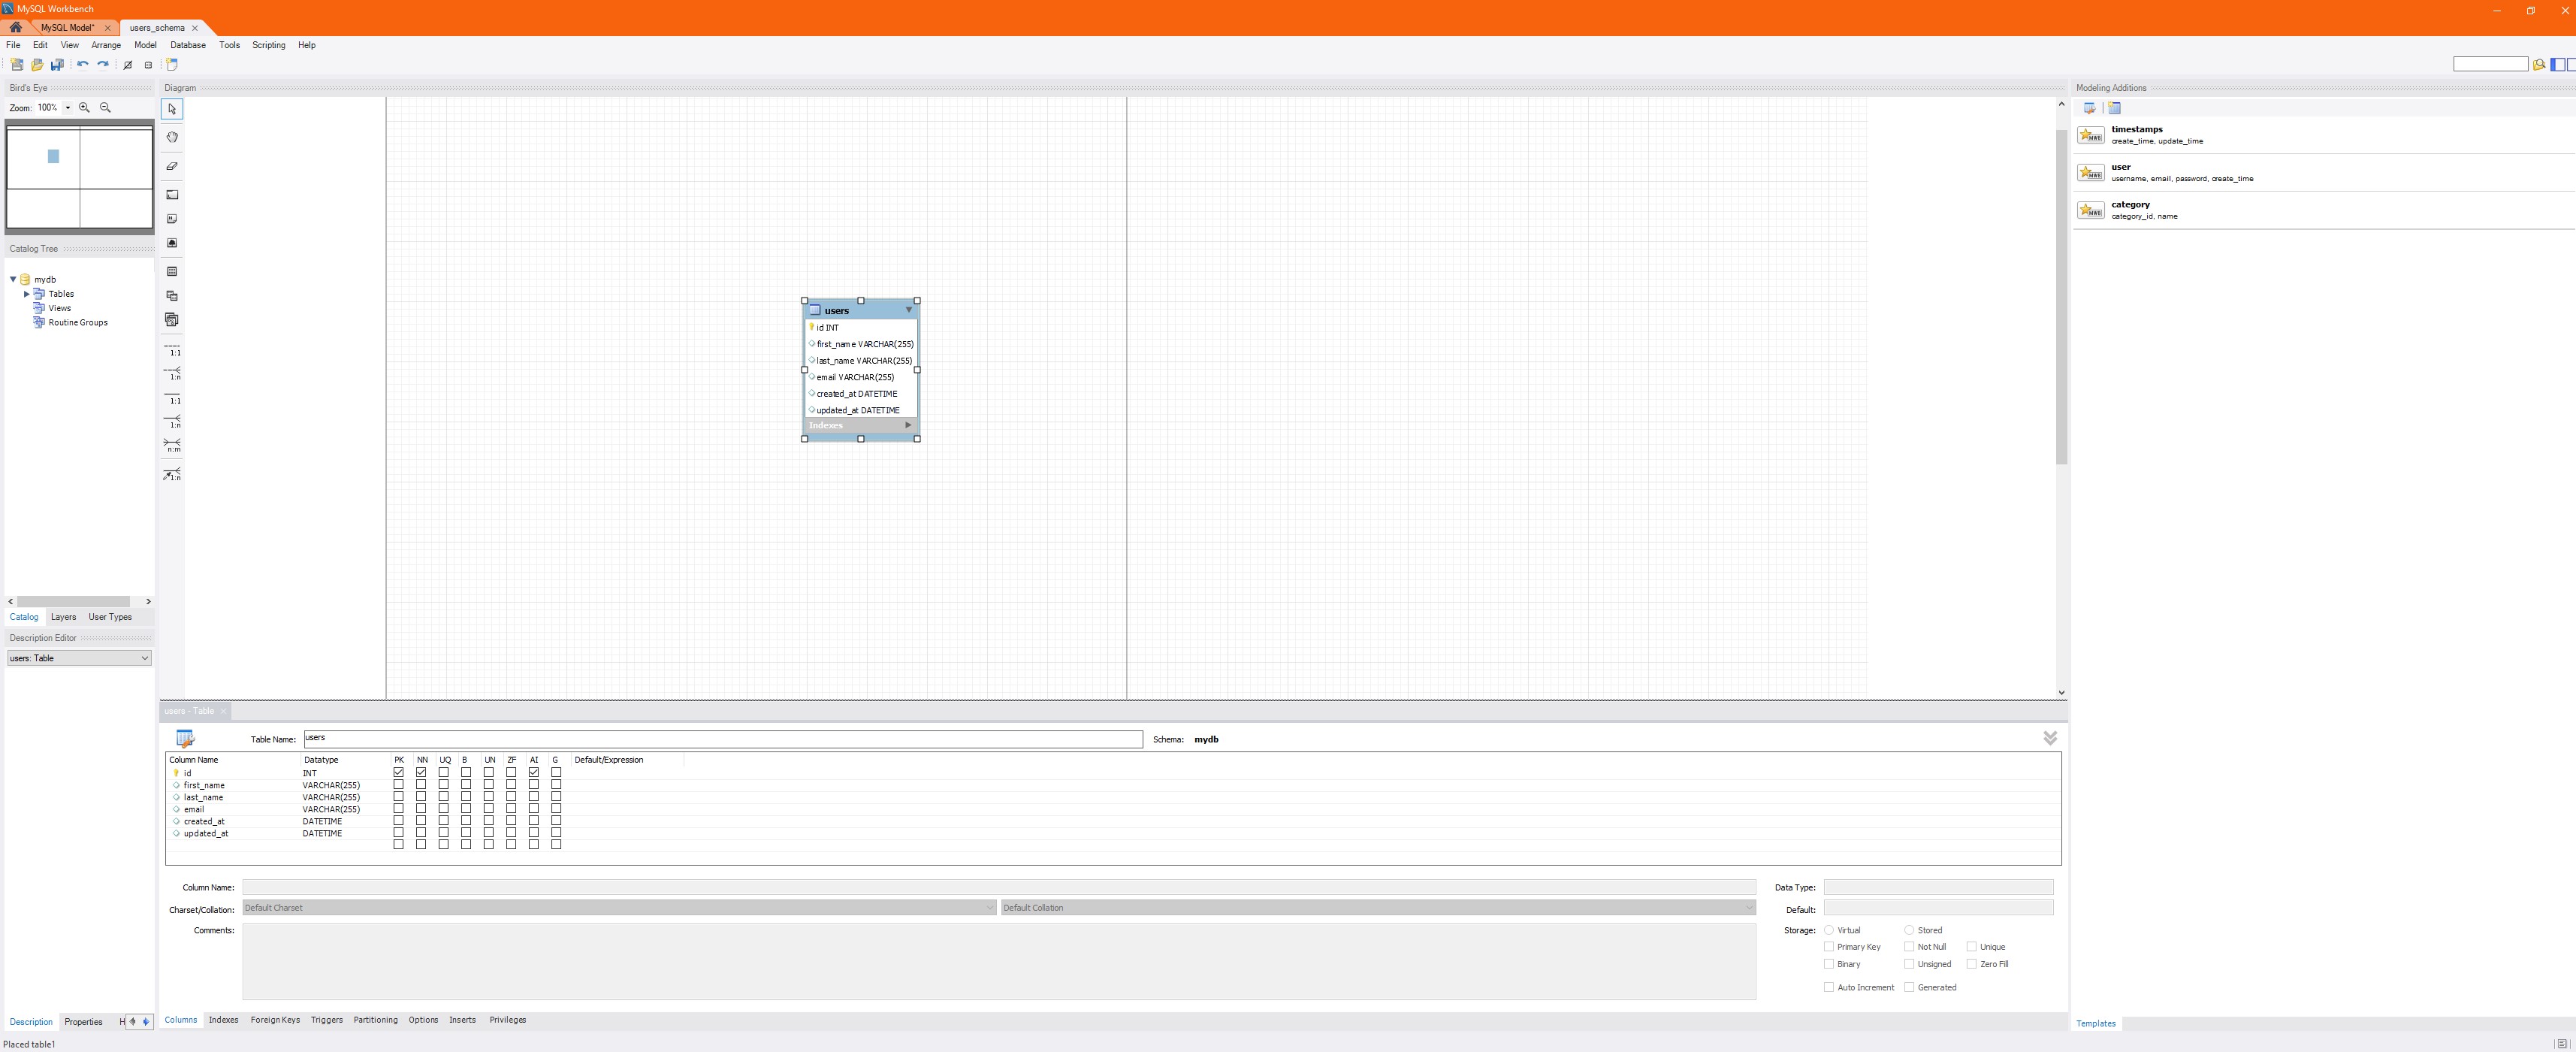 MySQL Workbench
MySQL Model*
users_schema
File Edit View Arrange Model Database Tools Scripting Help
Bird's Eye
Zoom: 100%
Catalog Tree
mydb
Tables
Views
Routine Groups
Catalog Layers User Types
Description Editor
users: Table
Description Properties H
Placed table1
Diagram
1:1
1:n
1:1
1:n
n:m
1:n
users
id INT
first_name VARCHAR(255)
last_name VARCHAR(255)
email VARCHAR(255)
created_at DATETIME
updated_at DATETIME
Indexes
users - Table
Table Name: users Schema: mydb
Column Name Datatype PK NN UQ B UN ZF AI G Default/Expression
id INT
first_name VARCHAR(255)
last_name VARCHAR(255)
email VARCHAR(255)
created_at DATETIME
updated_at DATETIME
Column Name: Data Type:
Charset/Collation: Default Charset Default Collation Default:
Comments: Storage: Virtual Stored
Primary Key Not Null Unique
Binary Unsigned Zero Fill
Auto Increment Generated
Columns Indexes Foreign Keys Triggers Partitioning Options Inserts Privileges
Modeling Additions
timestamps
create_time, update_time
user
username, email, password, create_time
category
category_id, name
Templates